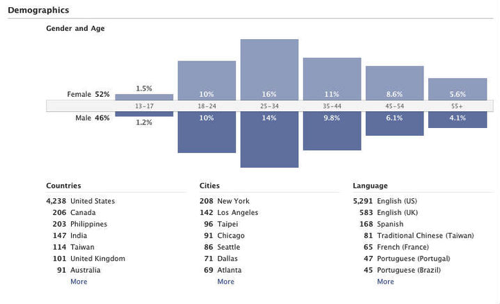 Demographics
Gender and Age
Female 52% 1.5% 10% 16% 11% 8.6% 5.6%
13-17 18-24 25-34 35-44 45-54 55+
Male 46% 1.2% 10% 14% 9.8% 6.1% 4.1%
Countries Cities Language
4,238 United States 208 New York 5,291 English (US)
206 Canada 142 Los Angeles 583 English (UK)
203 Philippines 96 Taipei 168 Spanish
147 India 91 Chicago 81 Traditional Chinese (Taiwan)
114 Taiwan 86 Seattle 65 French (France)
101 United Kingdom 71 Dallas 47 Portuguese (Portugal)
91 Australia 69 Atlanta 45 Portuguese (Brazil)
More More More